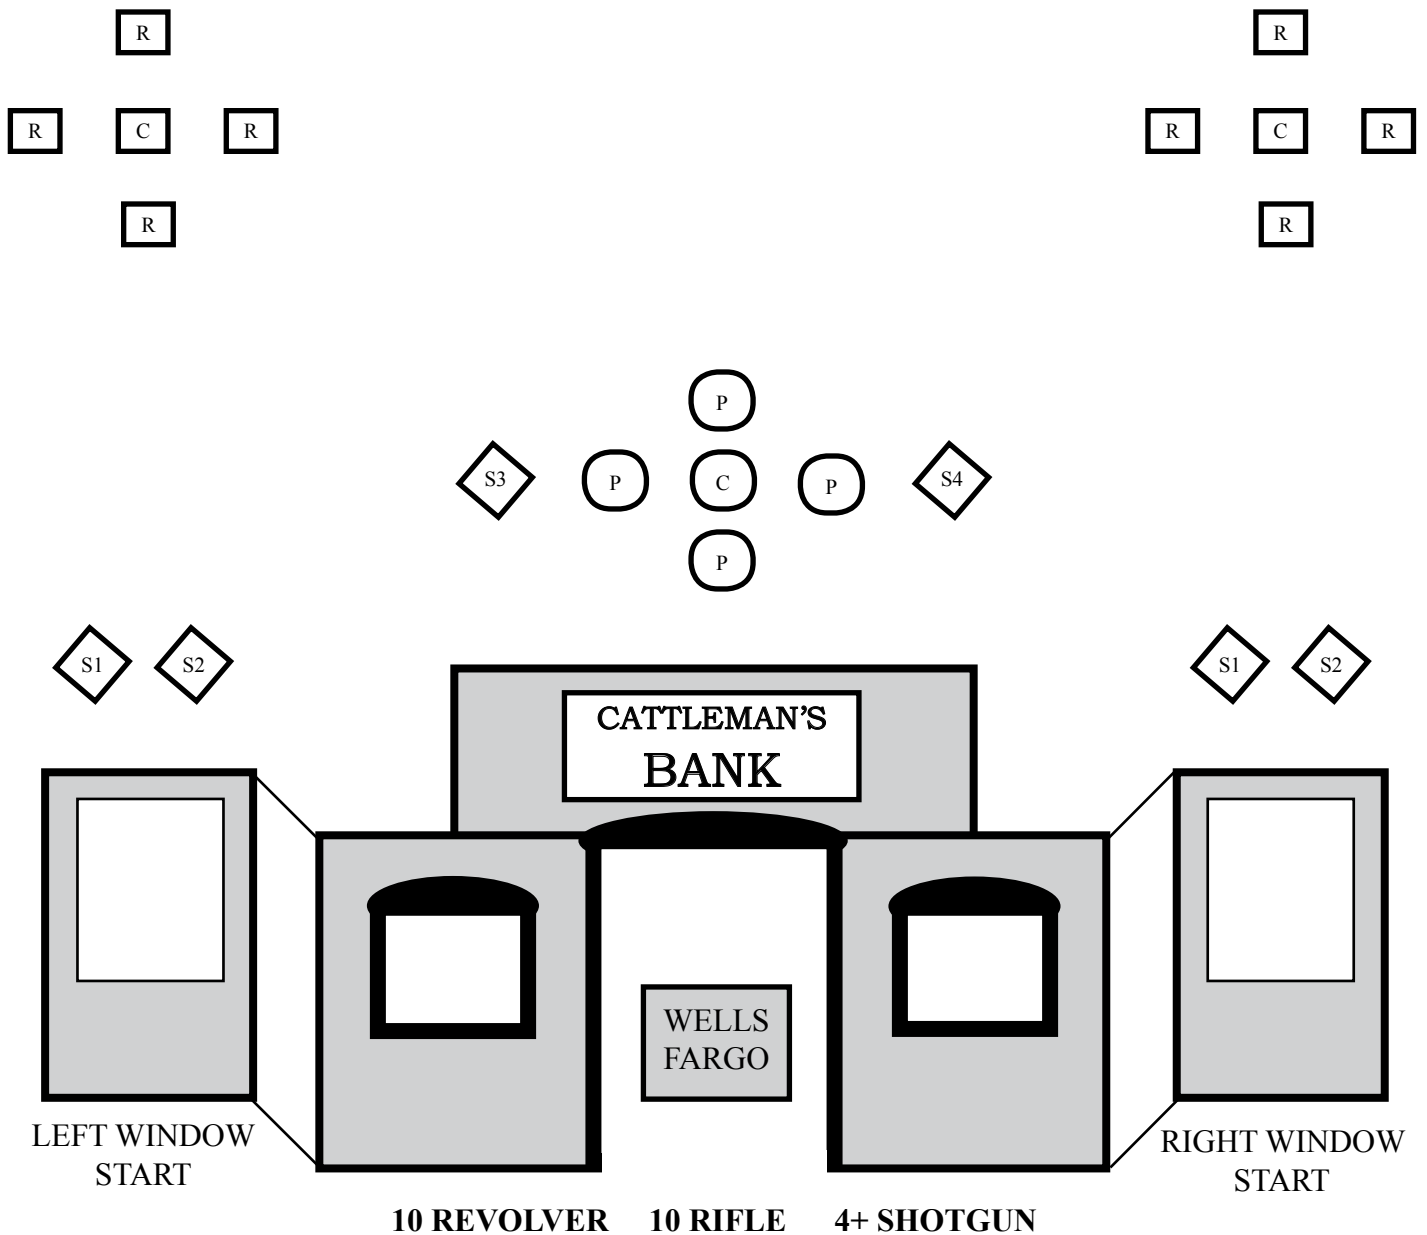 R R
R C R R C R
R R
P
S3 P C P S4
P
S1 S2 S1 S2
CATTLEMAN'S
BANK
WELLS
FARGO
LEFT WINDOW
START
RIGHT WINDOW
START
10 REVOLVER 10 RIFLE 4+ SHOTGUN